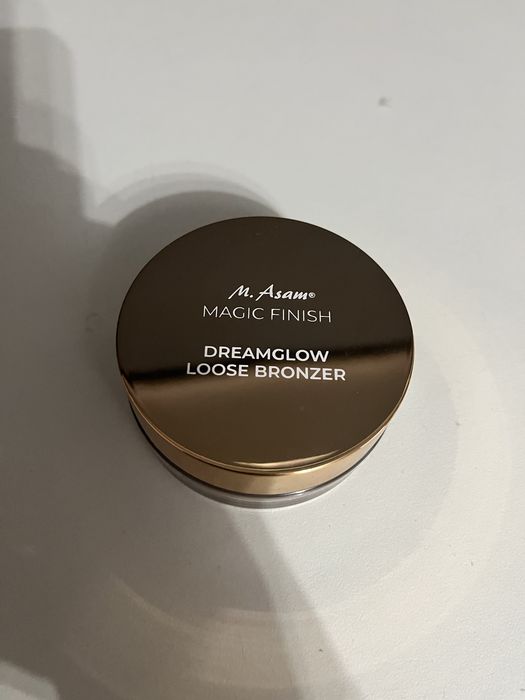 M. Asam®
MAGIC FINISH
DREAMGLOW
LOOSE BRONZER